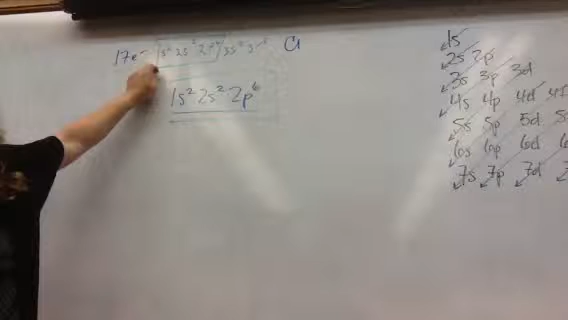 17e⁻ 1s² 2s² 2p⁶ 3s² 3p⁵ Cl
1s² 2s² 2p⁶
1s
2s 2p
3s 3p 3d
4s 4p 4d 4f
5s 5p 5d
6s 6p 6d
7s 7p 7d